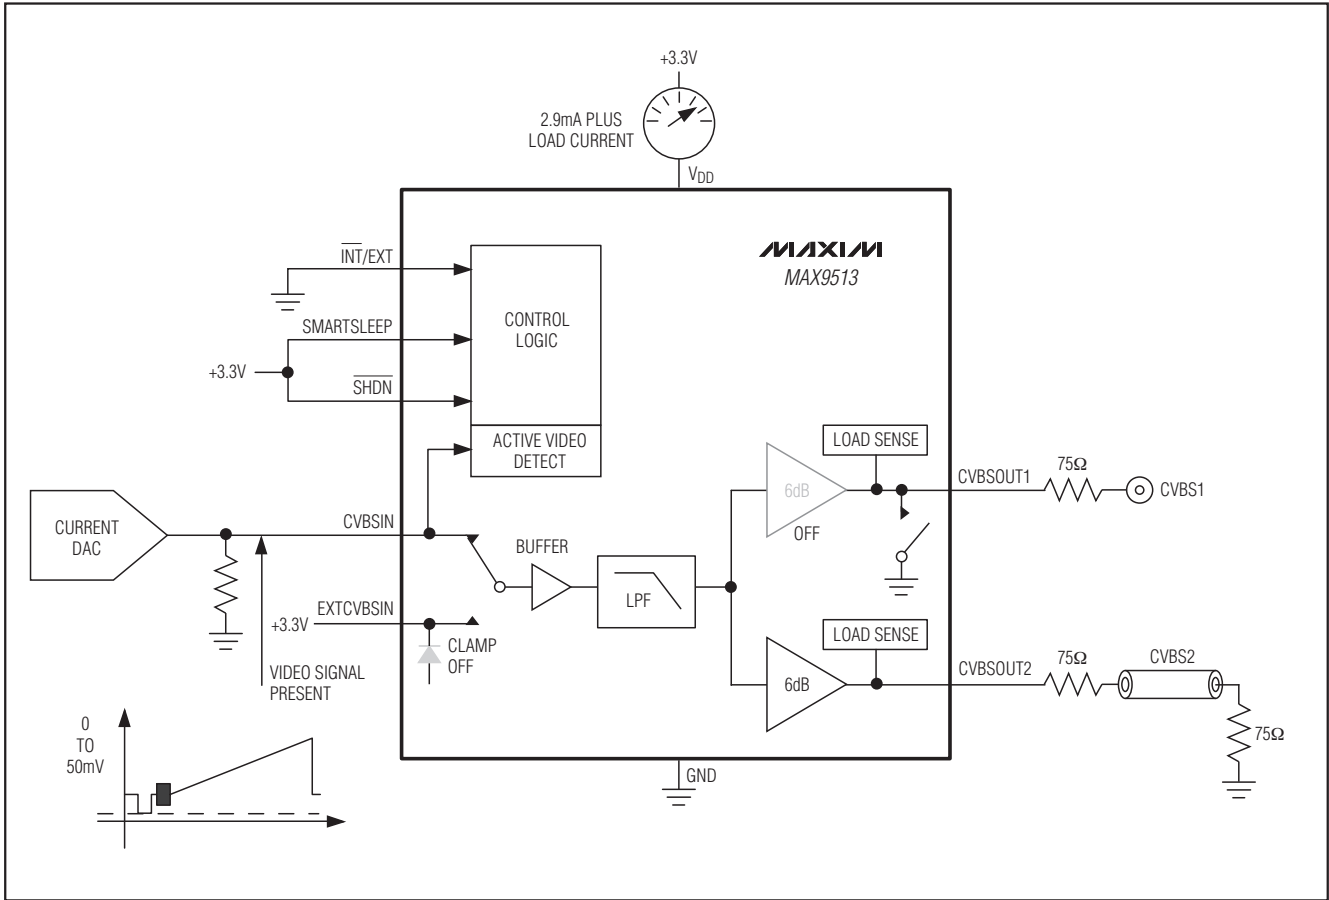 +3.3V
2.9mA PLUS
LOAD CURRENT
VDD
INT/EXT
MAXIM
MAX9513
SMARTSLEEP
CONTROL
LOGIC
+3.3V
SHDN
ACTIVE VIDEO
DETECT
LOAD SENSE
75Ω
CVBSOUT1
6dB
CVBS1
OFF
CURRENT
DAC
CVBSIN
BUFFER
LPF
EXTCVBSIN
+3.3V
CLAMP
OFF
VIDEO SIGNAL
PRESENT
LOAD SENSE
75Ω
CVBS2
CVBSOUT2
6dB
75Ω
0
TO
50mV
GND